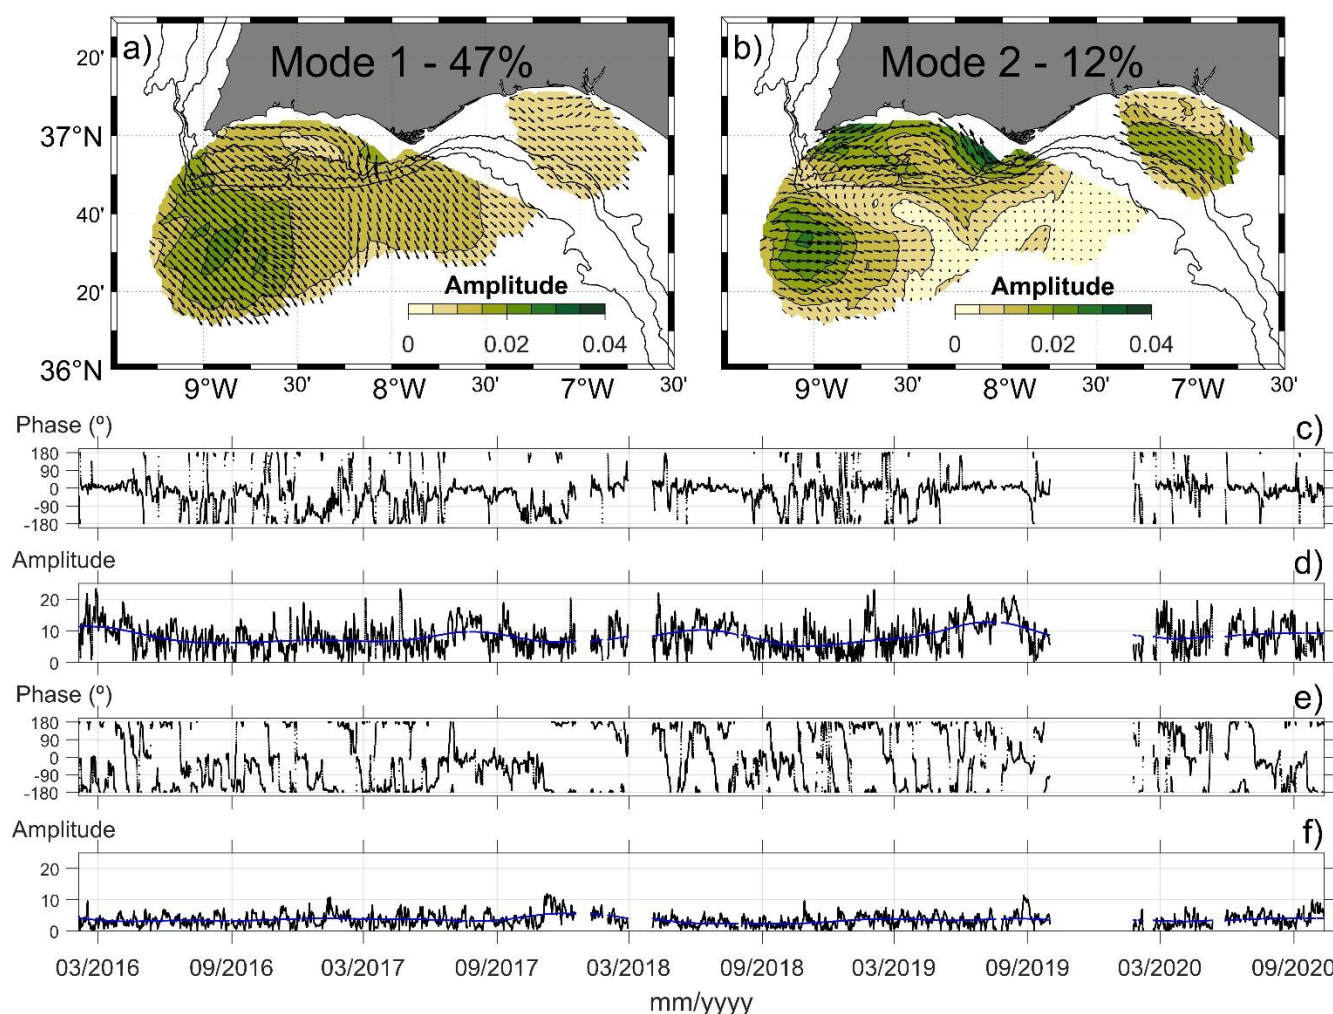 a)
Mode 1 - 47%
b)
Mode 2 - 12%
20'
37°N
40'
20'
36°N
Amplitude
0 0.02 0.04
Amplitude
0 0.02 0.04
9°W 30' 8°W 30' 7°W 30'
9°W 30' 8°W 30' 7°W 30'
Phase (º)
c)
180
90
0
-90
-180
Amplitude
d)
20
10
0
Phase (º)
e)
180
90
0
-90
-180
Amplitude
f)
20
10
0
03/2016 09/2016 03/2017 09/2017 03/2018 09/2018 03/2019 09/2019 03/2020 09/2020
mm/yyyy